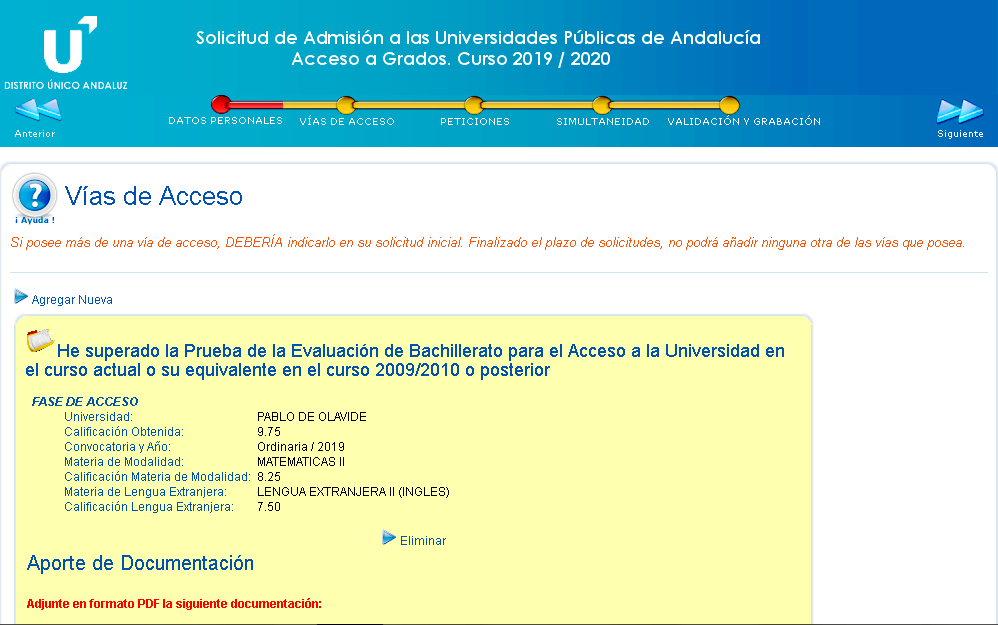 Solicitud de Admisión a las Universidades Públicas de Andalucía
Acceso a Grados. Curso 2019 / 2020
DISTRITO ÚNICO ANDALUZ
Anterior
DATOS PERSONALES
VÍAS DE ACCESO
PETICIONES
SIMULTANEIDAD
VALIDACIÓN Y GRABACIÓN
Siguiente
? Vías de Acceso
¡ Ayuda !
Si posee más de una vía de acceso, DEBERÍA indicarlo en su solicitud inicial. Finalizado el plazo de solicitudes, no podrá añadir ninguna otra de las vías que posea.
Agregar Nueva
He superado la Prueba de la Evaluación de Bachillerato para el Acceso a la Universidad en
el curso actual o su equivalente en el curso 2009/2010 o posterior
FASE DE ACCESO
Universidad: PABLO DE OLAVIDE
Calificación Obtenida: 9.75
Convocatoria y Año: Ordinaria / 2019
Materia de Modalidad: MATEMATICAS II
Calificación Materia de Modalidad: 8.25
Materia de Lengua Extranjera: LENGUA EXTRANJERA II (INGLES)
Calificación Lengua Extranjera: 7.50
Eliminar
Aporte de Documentación
Adjunte en formato PDF la siguiente documentación: